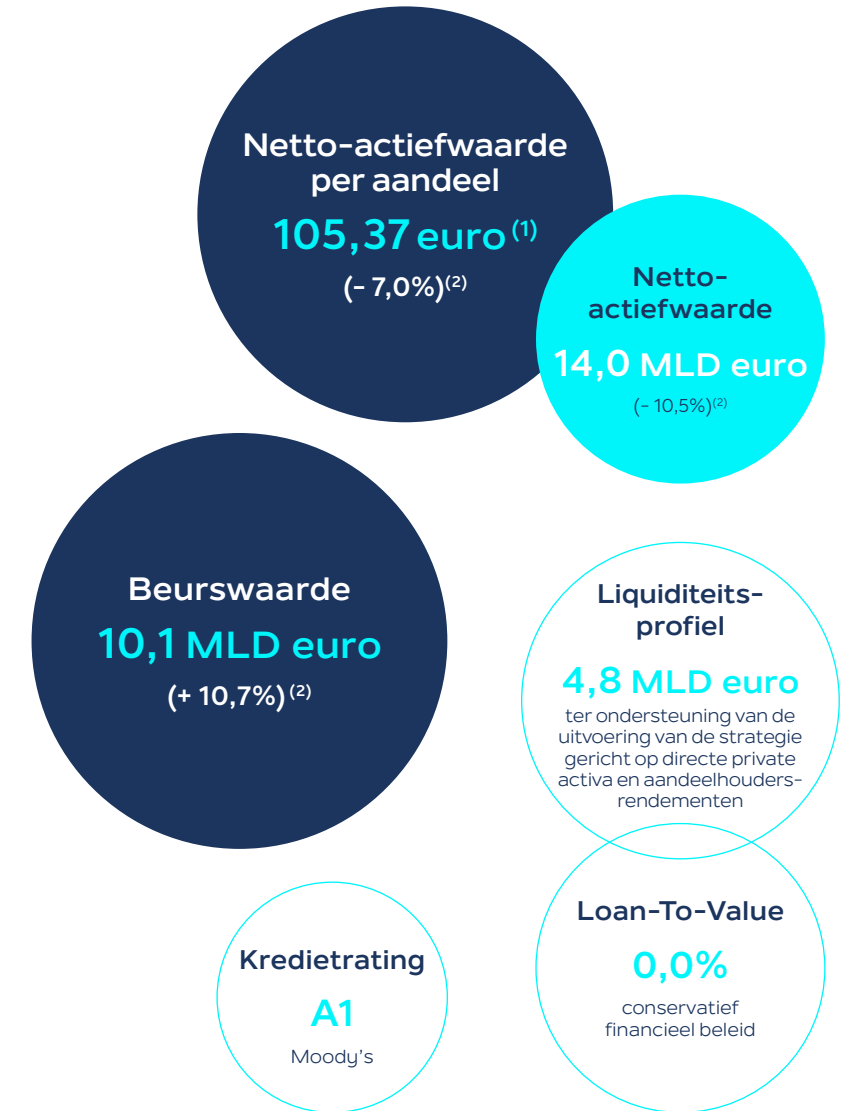 Netto-actiefwaarde
per aandeel
105,37 euro (1)
(- 7,0%)(2)
Netto-
actiefwaarde
14,0 MLD euro
(- 10,5%)(2)
Beurswaarde
10,1 MLD euro
(+ 10,7%) (2)
Liquiditeits-
profiel
4,8 MLD euro
ter ondersteuning van de
uitvoering van de strategie
gericht op directe private
activa en aandeelhouders-
rendementen
Loan-To-Value
0,0%
conservatief
financieel beleid
Kredietrating
A1
Moody's